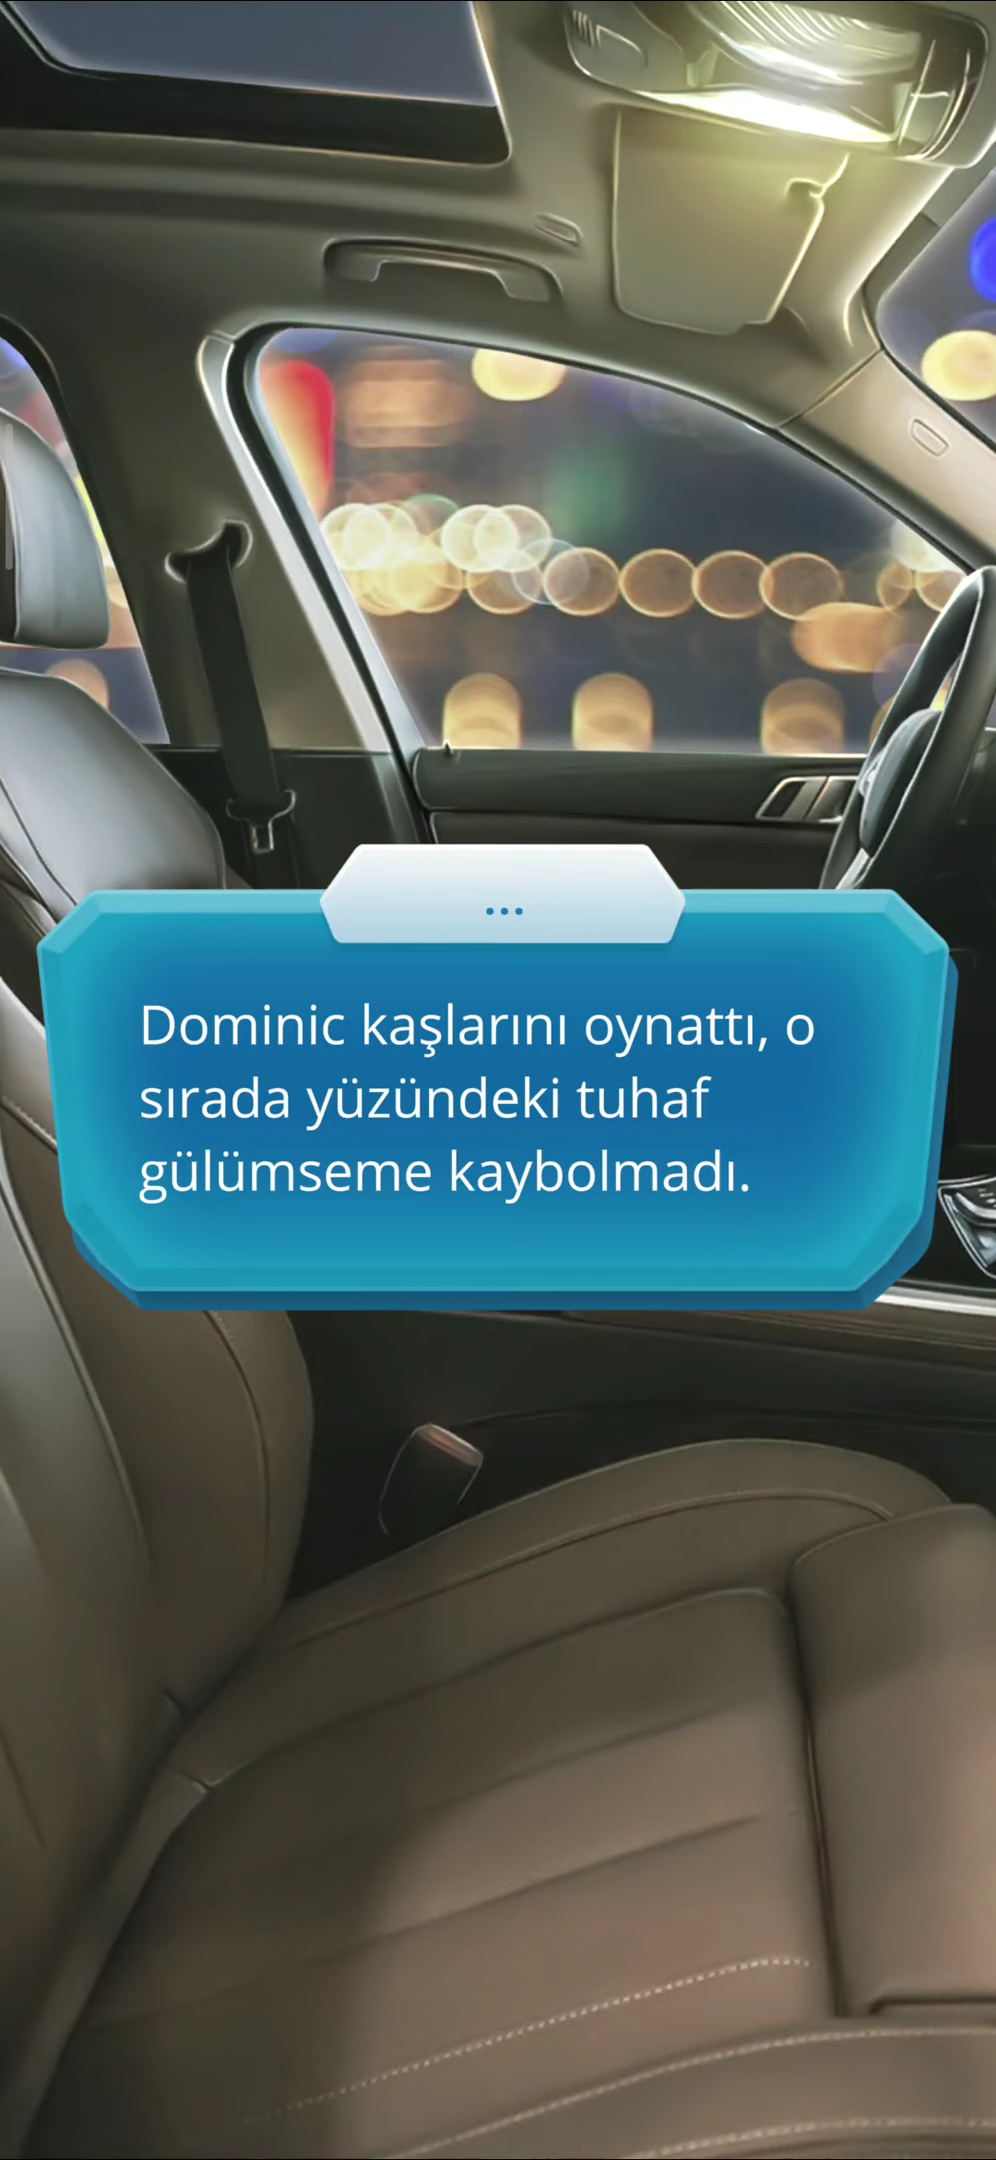 ...
Dominic kaşlarını oynattı, o
sırada yüzündeki tuhaf
gülümseme kaybolmadı.